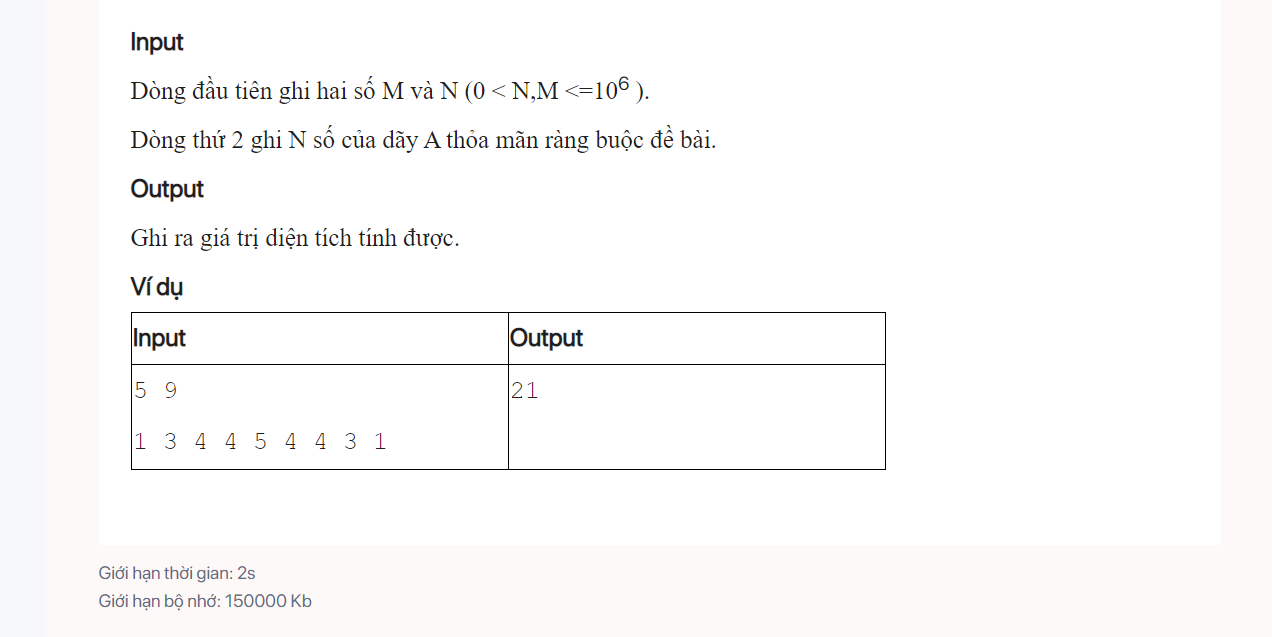 Input
Dòng đầu tiên ghi hai số M và N (0 < N,M <=10⁶ ).
Dòng thứ 2 ghi N số của dãy A thỏa mãn ràng buộc đề bài.
Output
Ghi ra giá trị diện tích tính được.
Ví dụ
Input Output
5 9 21
1 3 4 4 5 4 4 3 1
Giới hạn thời gian: 2s
Giới hạn bộ nhớ: 150000 Kb